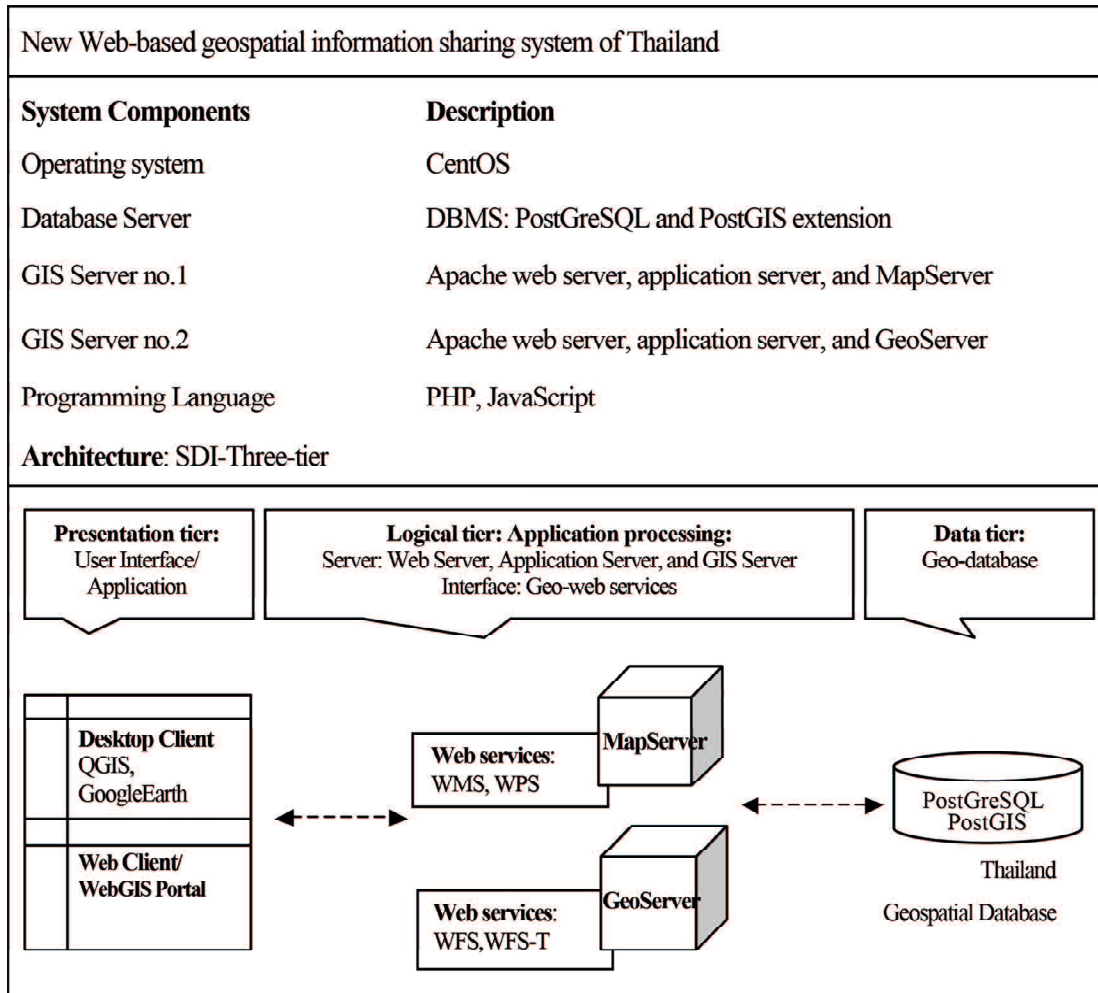 New Web-based geospatial information sharing system of Thailand
System Components Description
Operating system CentOS
Database Server DBMS: PostGreSQL and PostGIS extension
GIS Server no.1 Apache web server, application server, and MapServer
GIS Server no.2 Apache web server, application server, and GeoServer
Programming Language PHP, JavaScript
Architecture: SDI-Three-tier
Presentation tier:
User Interface/
Application
Logical tier: Application processing:
Server: Web Server, Application Server, and GIS Server
Interface: Geo-web services
Data tier:
Geo-database
Desktop Client
QGIS,
GoogleEarth
Web Client/
WebGIS Portal
Web services:
WMS, WPS
MapServer
Web services:
WFS,WFS-T
GeoServer
PostGreSQL
PostGIS
Thailand
Geospatial Database